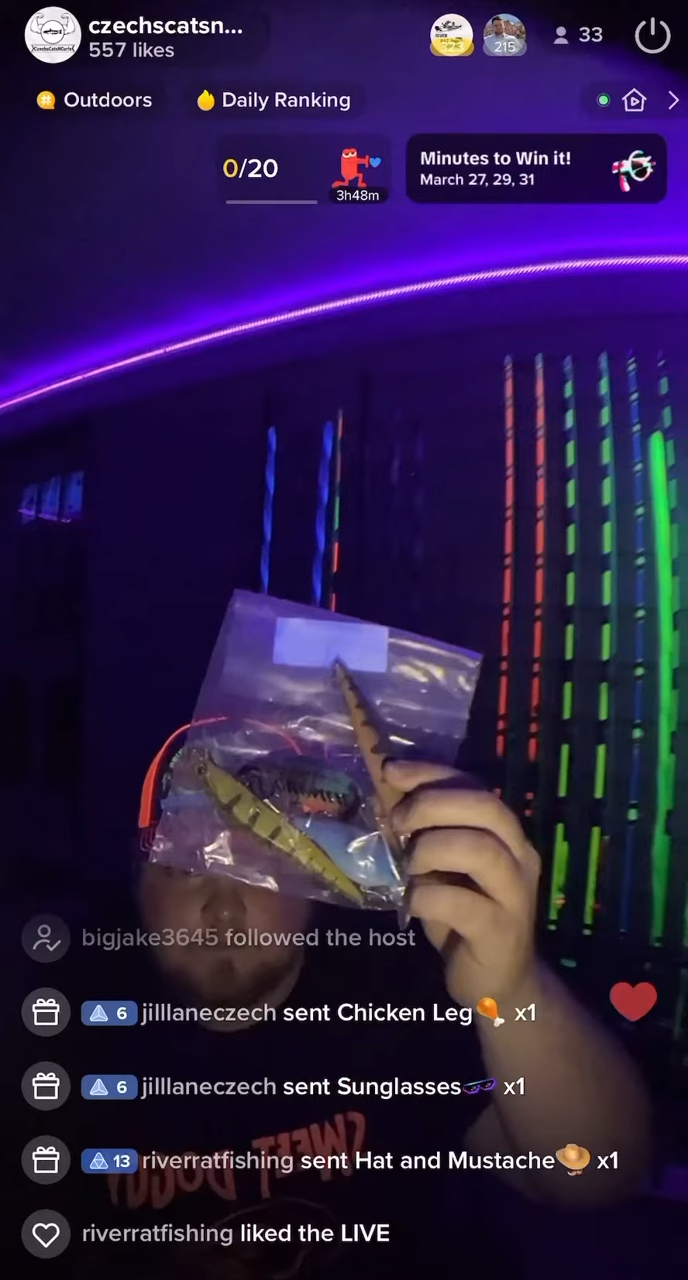 czechscatsn...
557 likes
215
33
Outdoors
Daily Ranking
0/20
3h48m
Minutes to Win it!
March 27, 29, 31
bigjake3645 followed the host
6 jilllaneczech sent Chicken Leg x1
6 jilllaneczech sent Sunglasses x1
13 riverratfishing sent Hat and Mustache x1
riverratfishing liked the LIVE